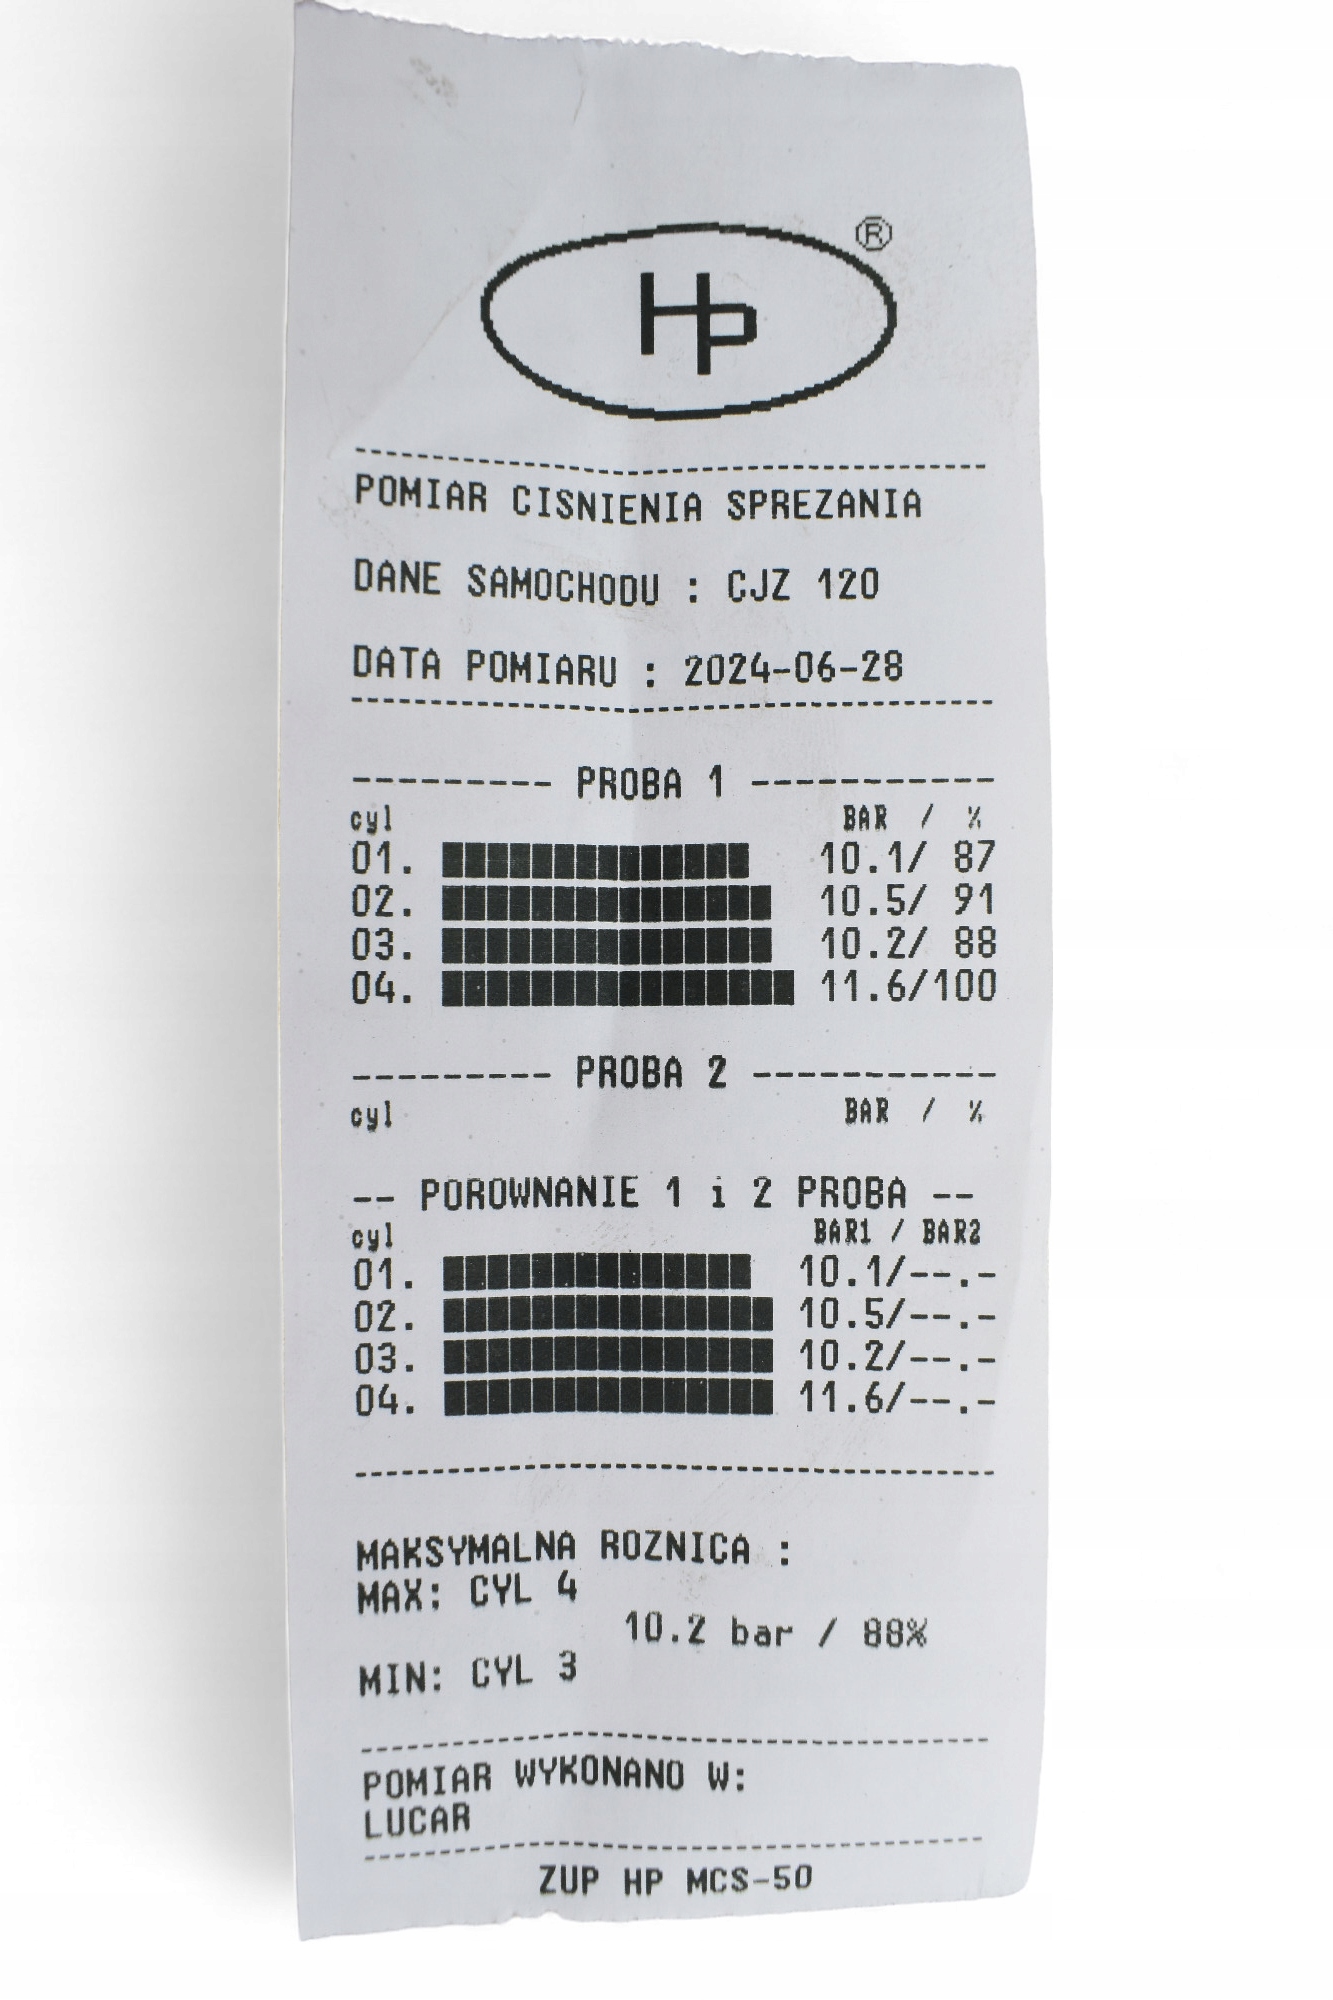 HP ®
POMIAR CISNIENIA SPREZANIA
DANE SAMOCHODU : CJZ 120
DATA POMIARU : 2024-06-28
--------- PROBA 1 -----------
cyl BAR / %
01. 10.1/ 87
02. 10.5/ 91
03. 10.2/ 88
04. 11.6/100
--------- PROBA 2 -----------
cyl BAR / %
-- POROWNANIE 1 i 2 PROBA --
cyl BAR1 / BAR2
01. 10.1/--.-
02. 10.5/--.-
03. 10.2/--.-
04. 11.6/--.-
MAKSYMALNA ROZNICA :
MAX: CYL 4
10.2 bar / 88%
MIN: CYL 3
POMIAR WYKONANO W:
LUCAR
ZUP HP MCS-50